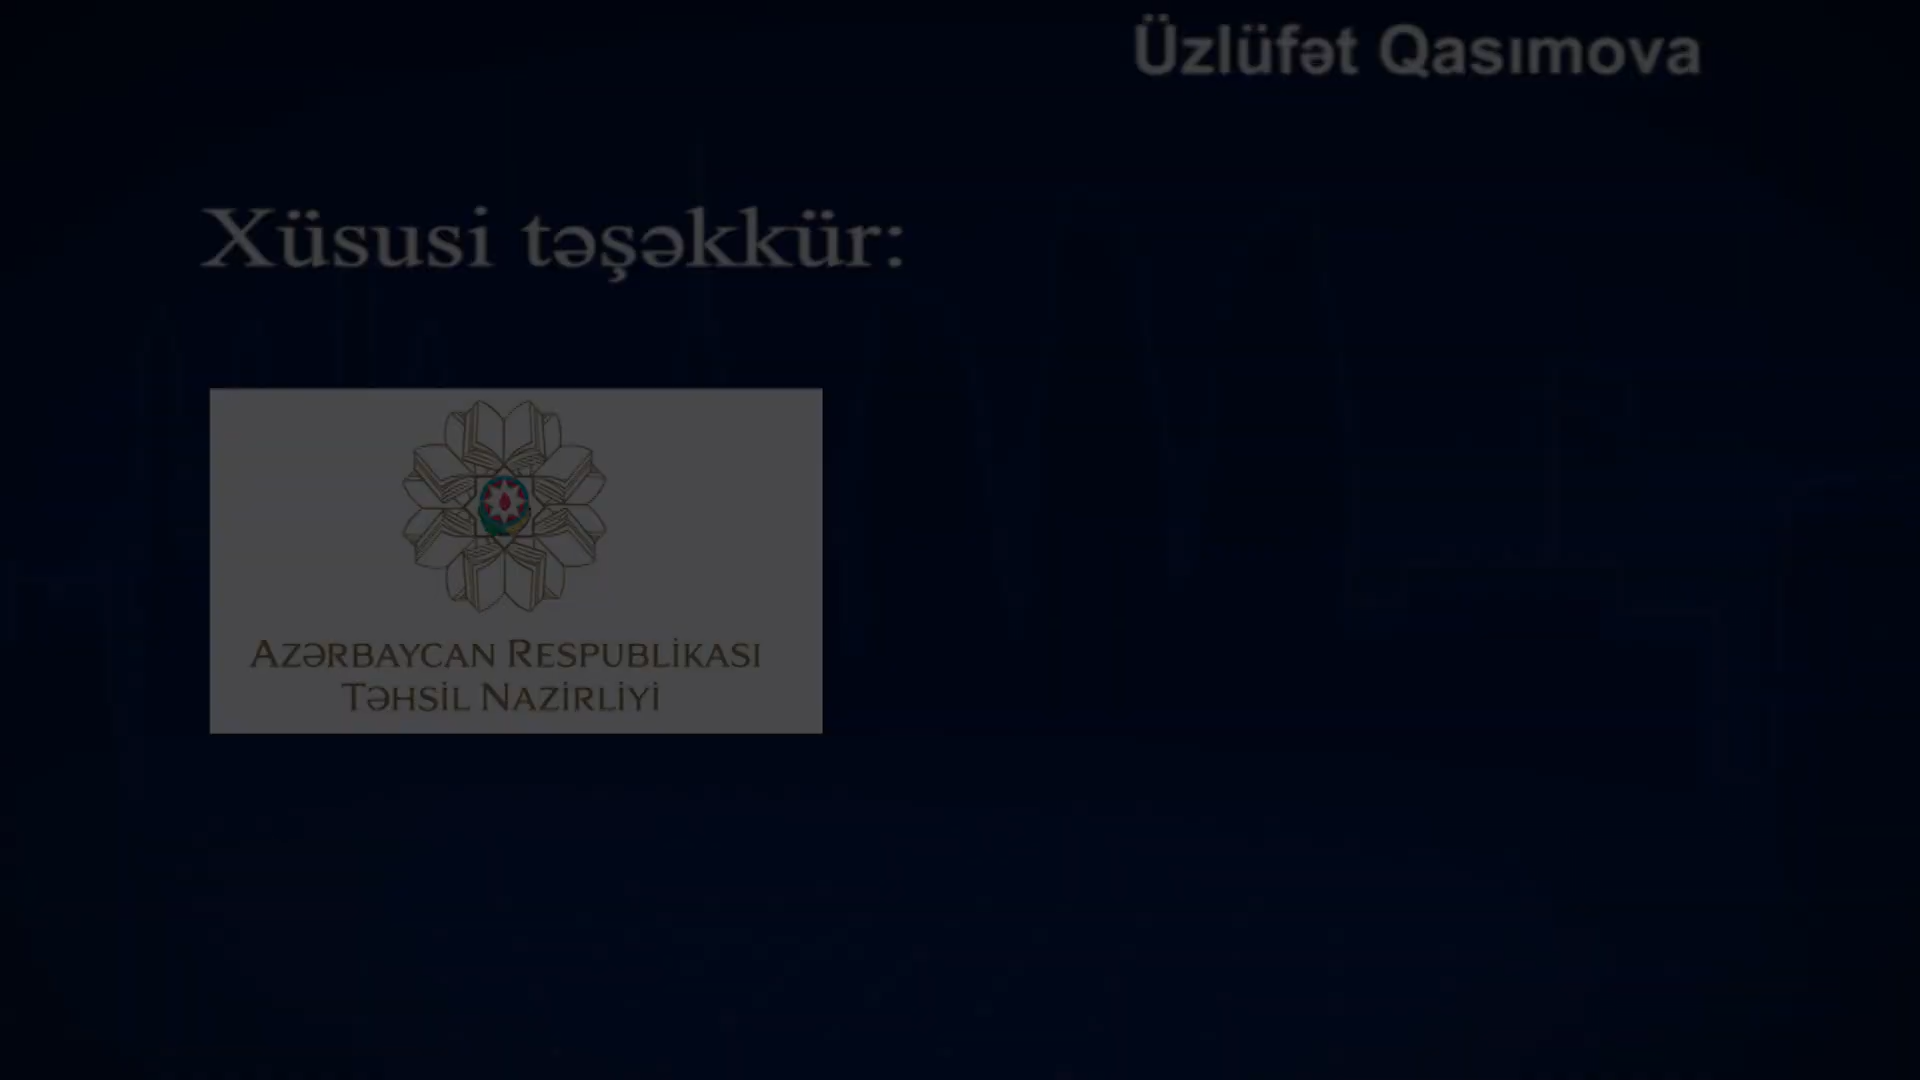 Üzlüfət Qasımova
Xüsusi təşəkkür:
AZƏRBAYCAN RESPUBLİKASI
TƏHSİL NAZİRLİYİ